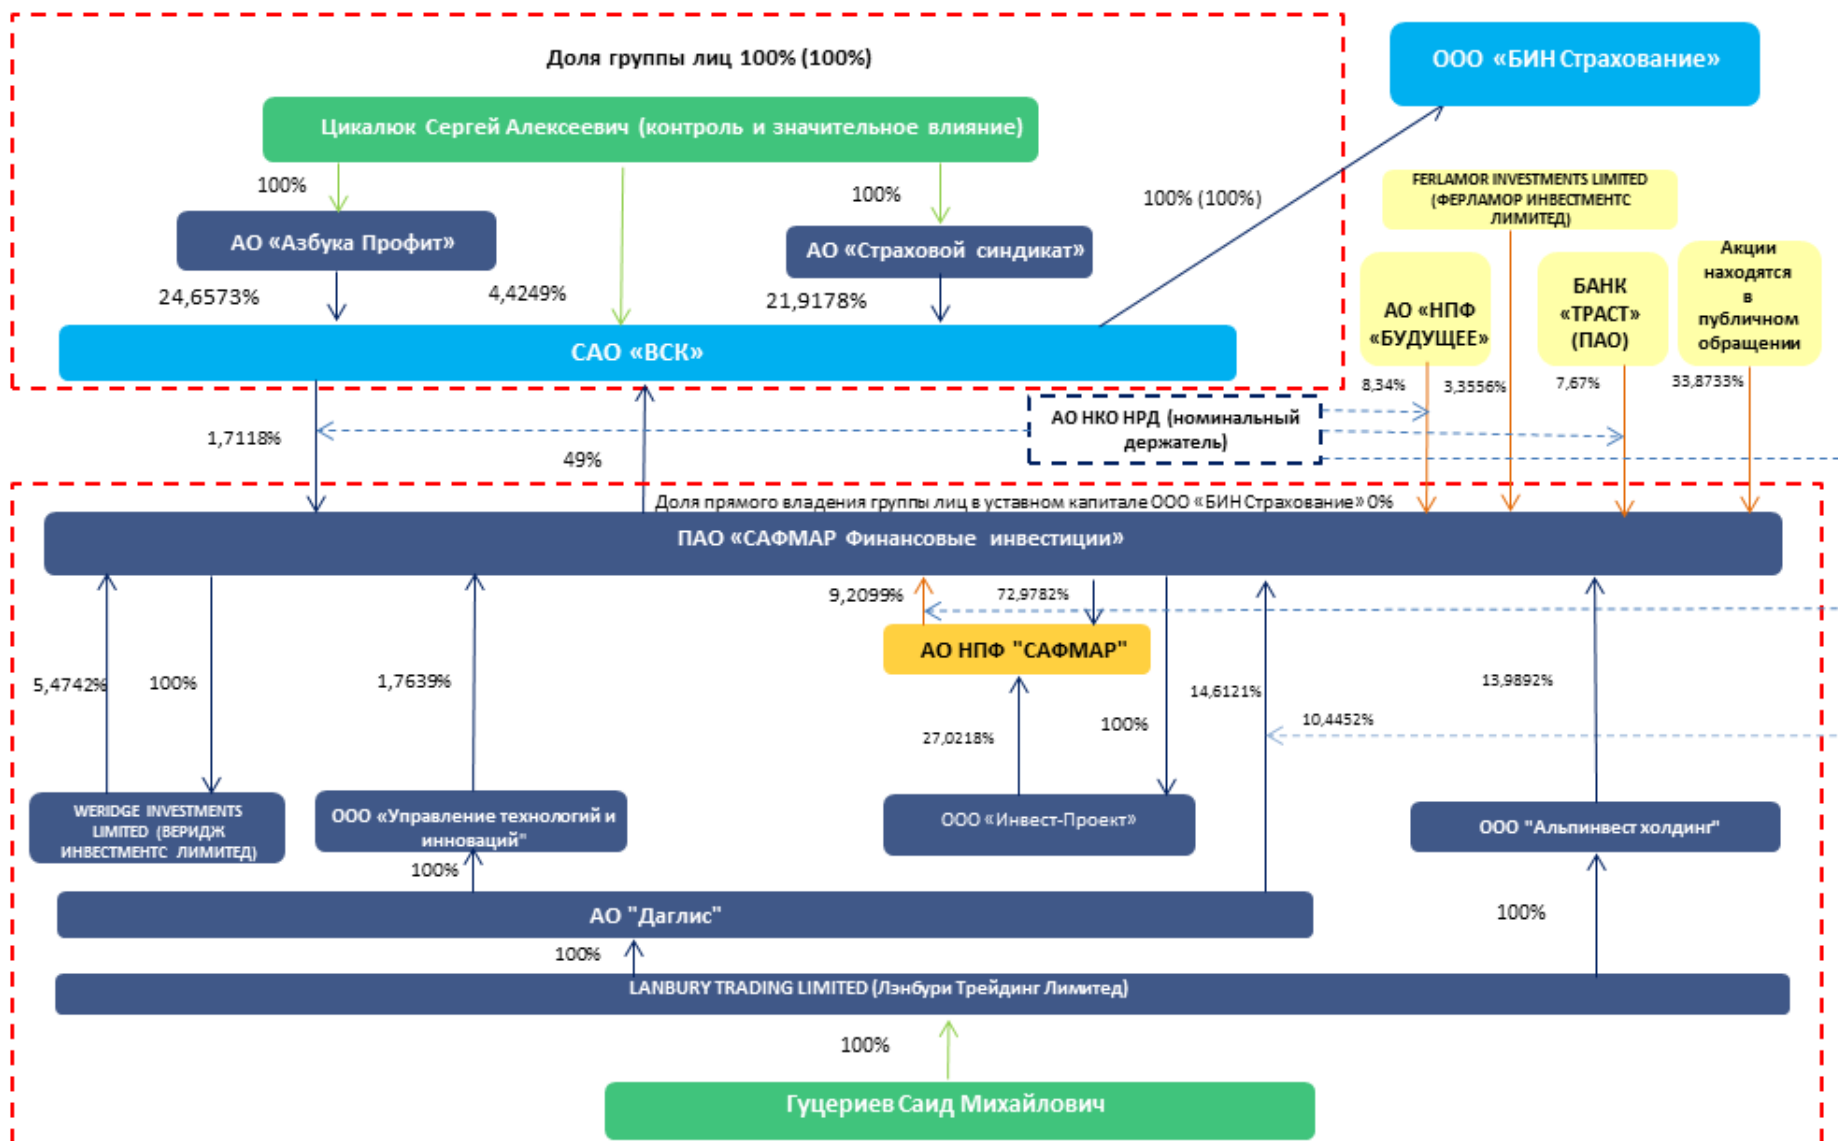 Доля группы лиц 100% (100%)
ООО «БИН Страхование»
Цикалюк Сергей Алексеевич (контроль и значительное влияние)
100%
100%
100% (100%)
FERLAMOR INVESTMENTS LIMITED
(ФЕРЛАМОР ИНВЕСТМЕНТС
ЛИМИТЕД)
АО «Азбука Профит»
АО «Страховой синдикат»
24,6573%
4,4249%
21,9178%
АО «НПФ
«БУДУЩЕЕ»
БАНК
«ТРАСТ»
(ПАО)
Акции
находятся
в
публичном
обращении
САО «ВСК»
8,34%
3,3556%
7,67%
33,8733%
АО НКО НРД (номинальный
держатель)
1,7118%
49%
Доля прямого владения группы лиц в уставном капитале ООО «БИН Страхование» 0%
ПАО «САФМАР Финансовые инвестиции»
9,2099%
72,9782%
АО НПФ "САФМАР"
5,4742%
100%
1,7639%
14,6121%
13,9892%
10,4452%
27,0218%
100%
WERIDGE INVESTMENTS
LIMITED (ВЕРИДЖ
ИНВЕСТМЕНТС ЛИМИТЕД)
ООО «Управление технологий и
инноваций"
ООО «Инвест-Проект»
ООО "Альпинвест холдинг"
100%
АО "Даглис"
100%
100%
LANBURY TRADING LIMITED (Лэнбури Трейдинг Лимитед)
100%
Гуцериев Саид Михайлович